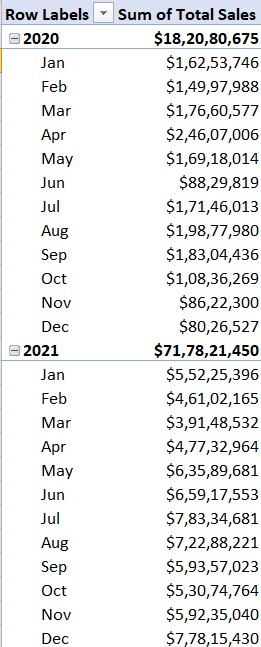 Row Labels Sum of Total Sales
2020 $18,20,80,675
Jan $1,62,53,746
Feb $1,49,97,988
Mar $1,76,60,577
Apr $2,46,07,006
May $1,69,18,014
Jun $88,29,819
Jul $1,71,46,013
Aug $1,98,77,980
Sep $1,83,04,436
Oct $1,08,36,269
Nov $86,22,300
Dec $80,26,527
2021 $71,78,21,450
Jan $5,52,25,396
Feb $4,61,02,165
Mar $3,91,48,532
Apr $4,77,32,964
May $6,35,89,681
Jun $6,59,17,553
Jul $7,83,34,681
Aug $7,22,88,221
Sep $5,93,57,023
Oct $5,30,74,764
Nov $5,92,35,040
Dec $7,78,15,430